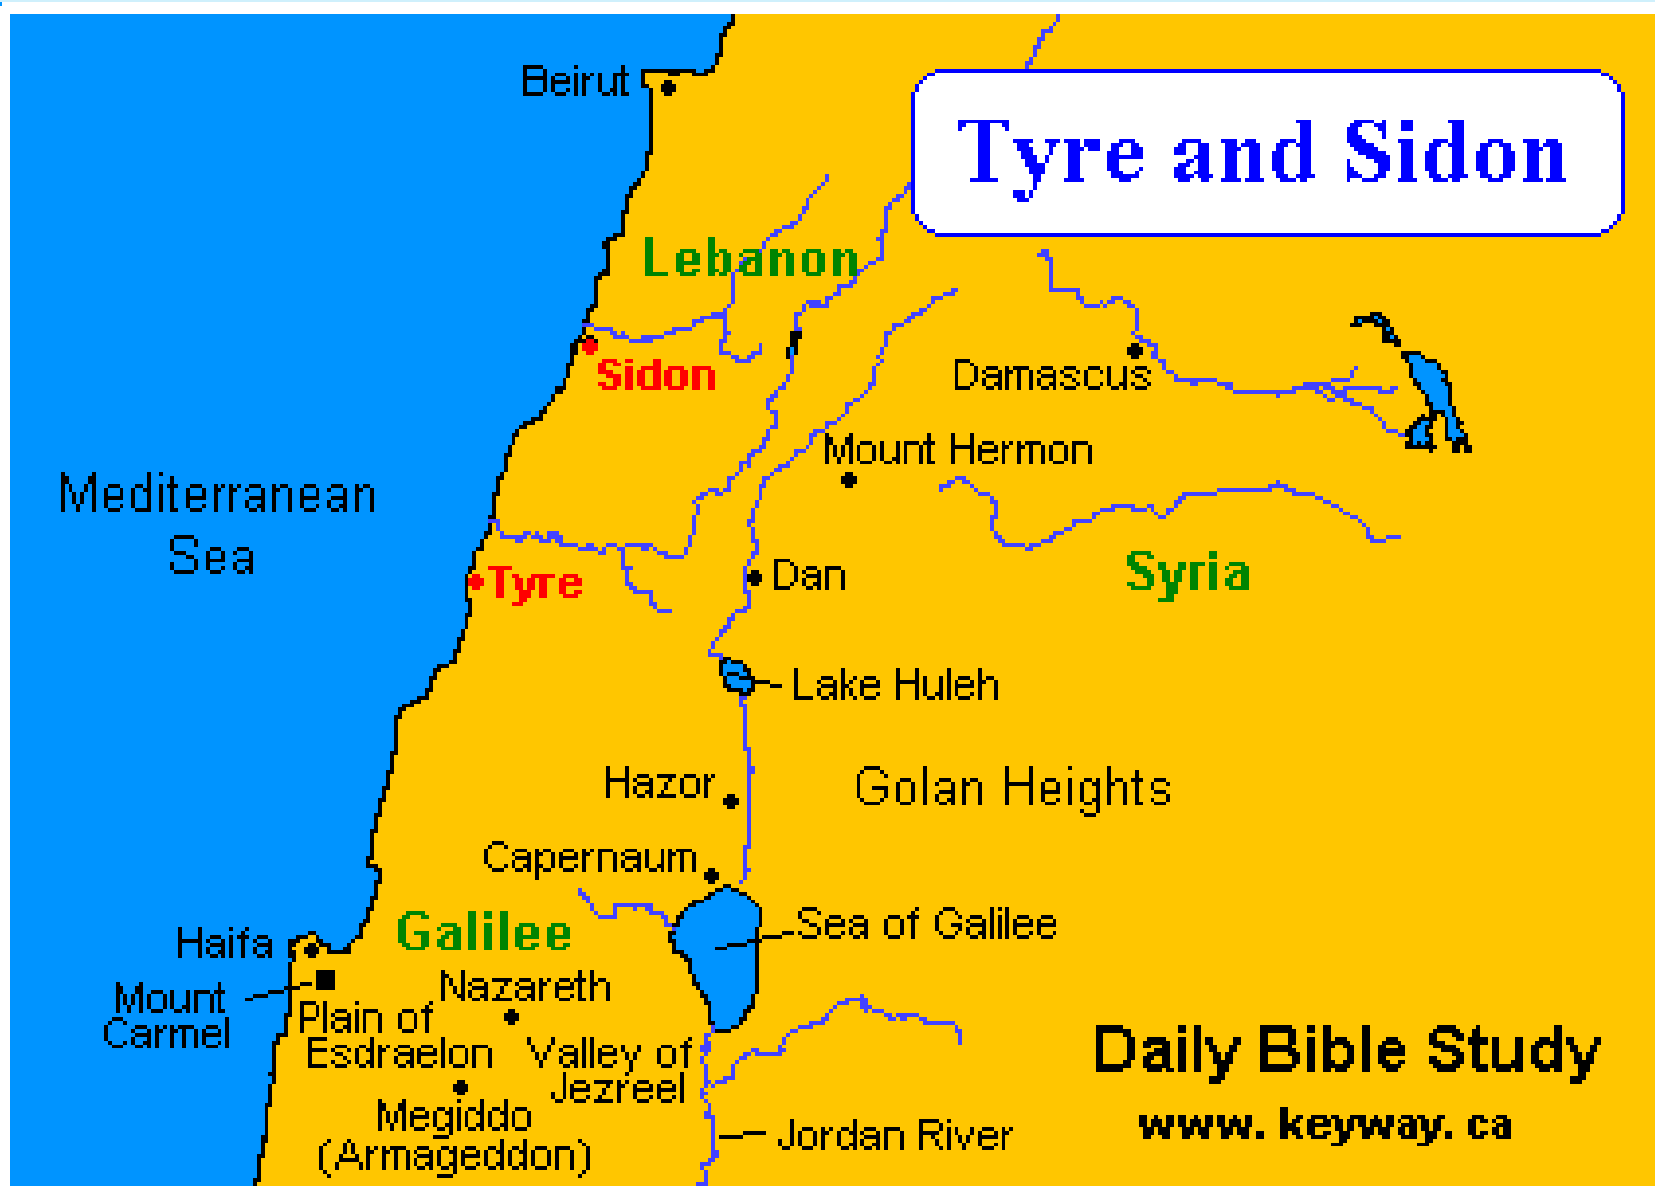 Beirut
Tyre and Sidon
Lebanon
Sidon
Damascus
Mount Hermon
Mediterranean
Sea
Syria
Tyre
Dan
Lake Huleh
Hazor
Golan Heights
Capernaum
Sea of Galilee
Galilee
Haifa
Nazareth
Mount
Carmel
Plain of
Esdraelon
Valley of
Jezreel
Megiddo
(Armageddon)
Jordan River
Daily Bible Study
www.keyway.ca